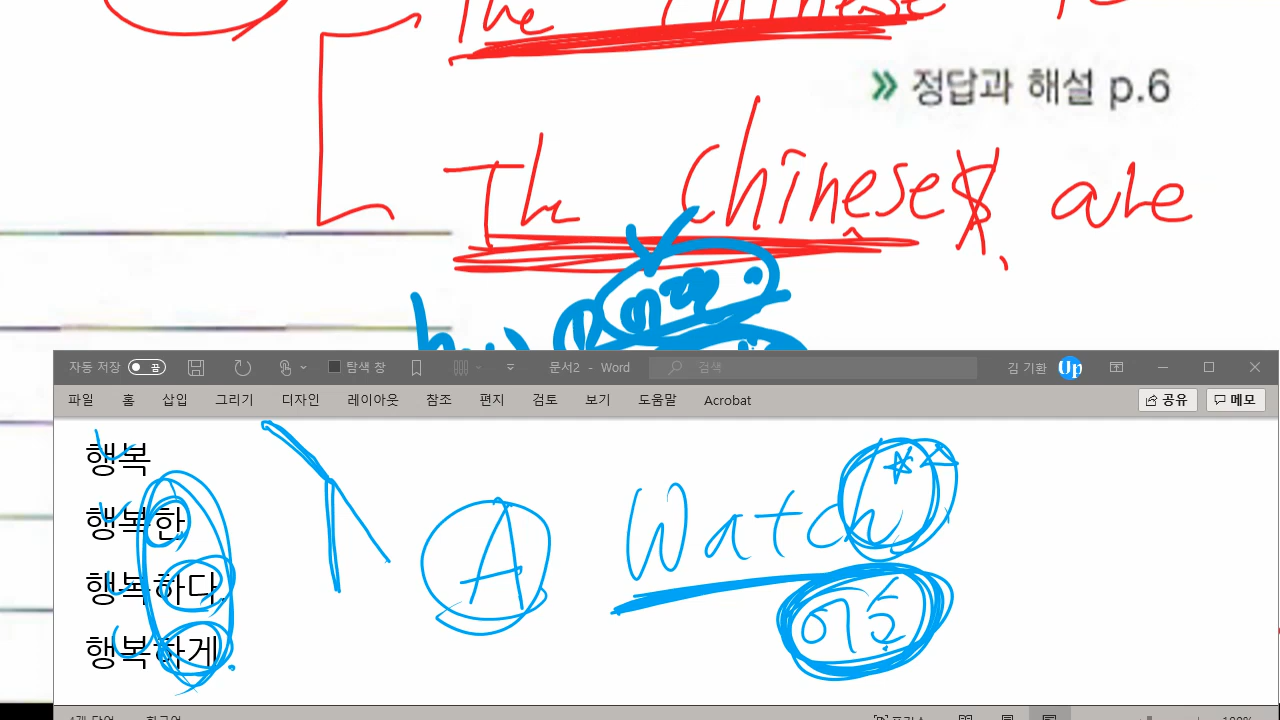 The Chinese
» 정답과 해설 p.6
The Chinese are
자동 저장 끔 탐색 창 문서2 - Word 검색 김 기환 Up
파일 홈 삽입 그리기 디자인 레이아웃 참조 편지 검토 보기 도움말 Acrobat 공유 메모
행복
행복한
행복하다
행복하게
A Watch